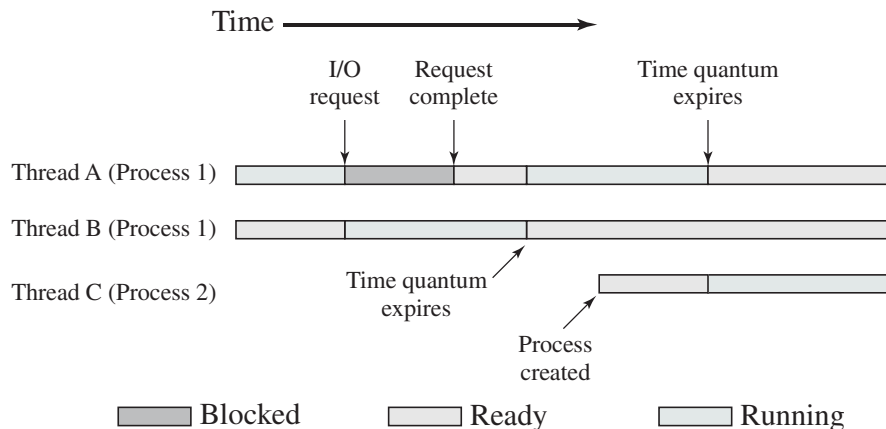 Time
I/O
request
Request
complete
Time quantum
expires
Thread A (Process 1)
Thread B (Process 1)
Time quantum
expires
Thread C (Process 2)
Process
created
Blocked
Ready
Running